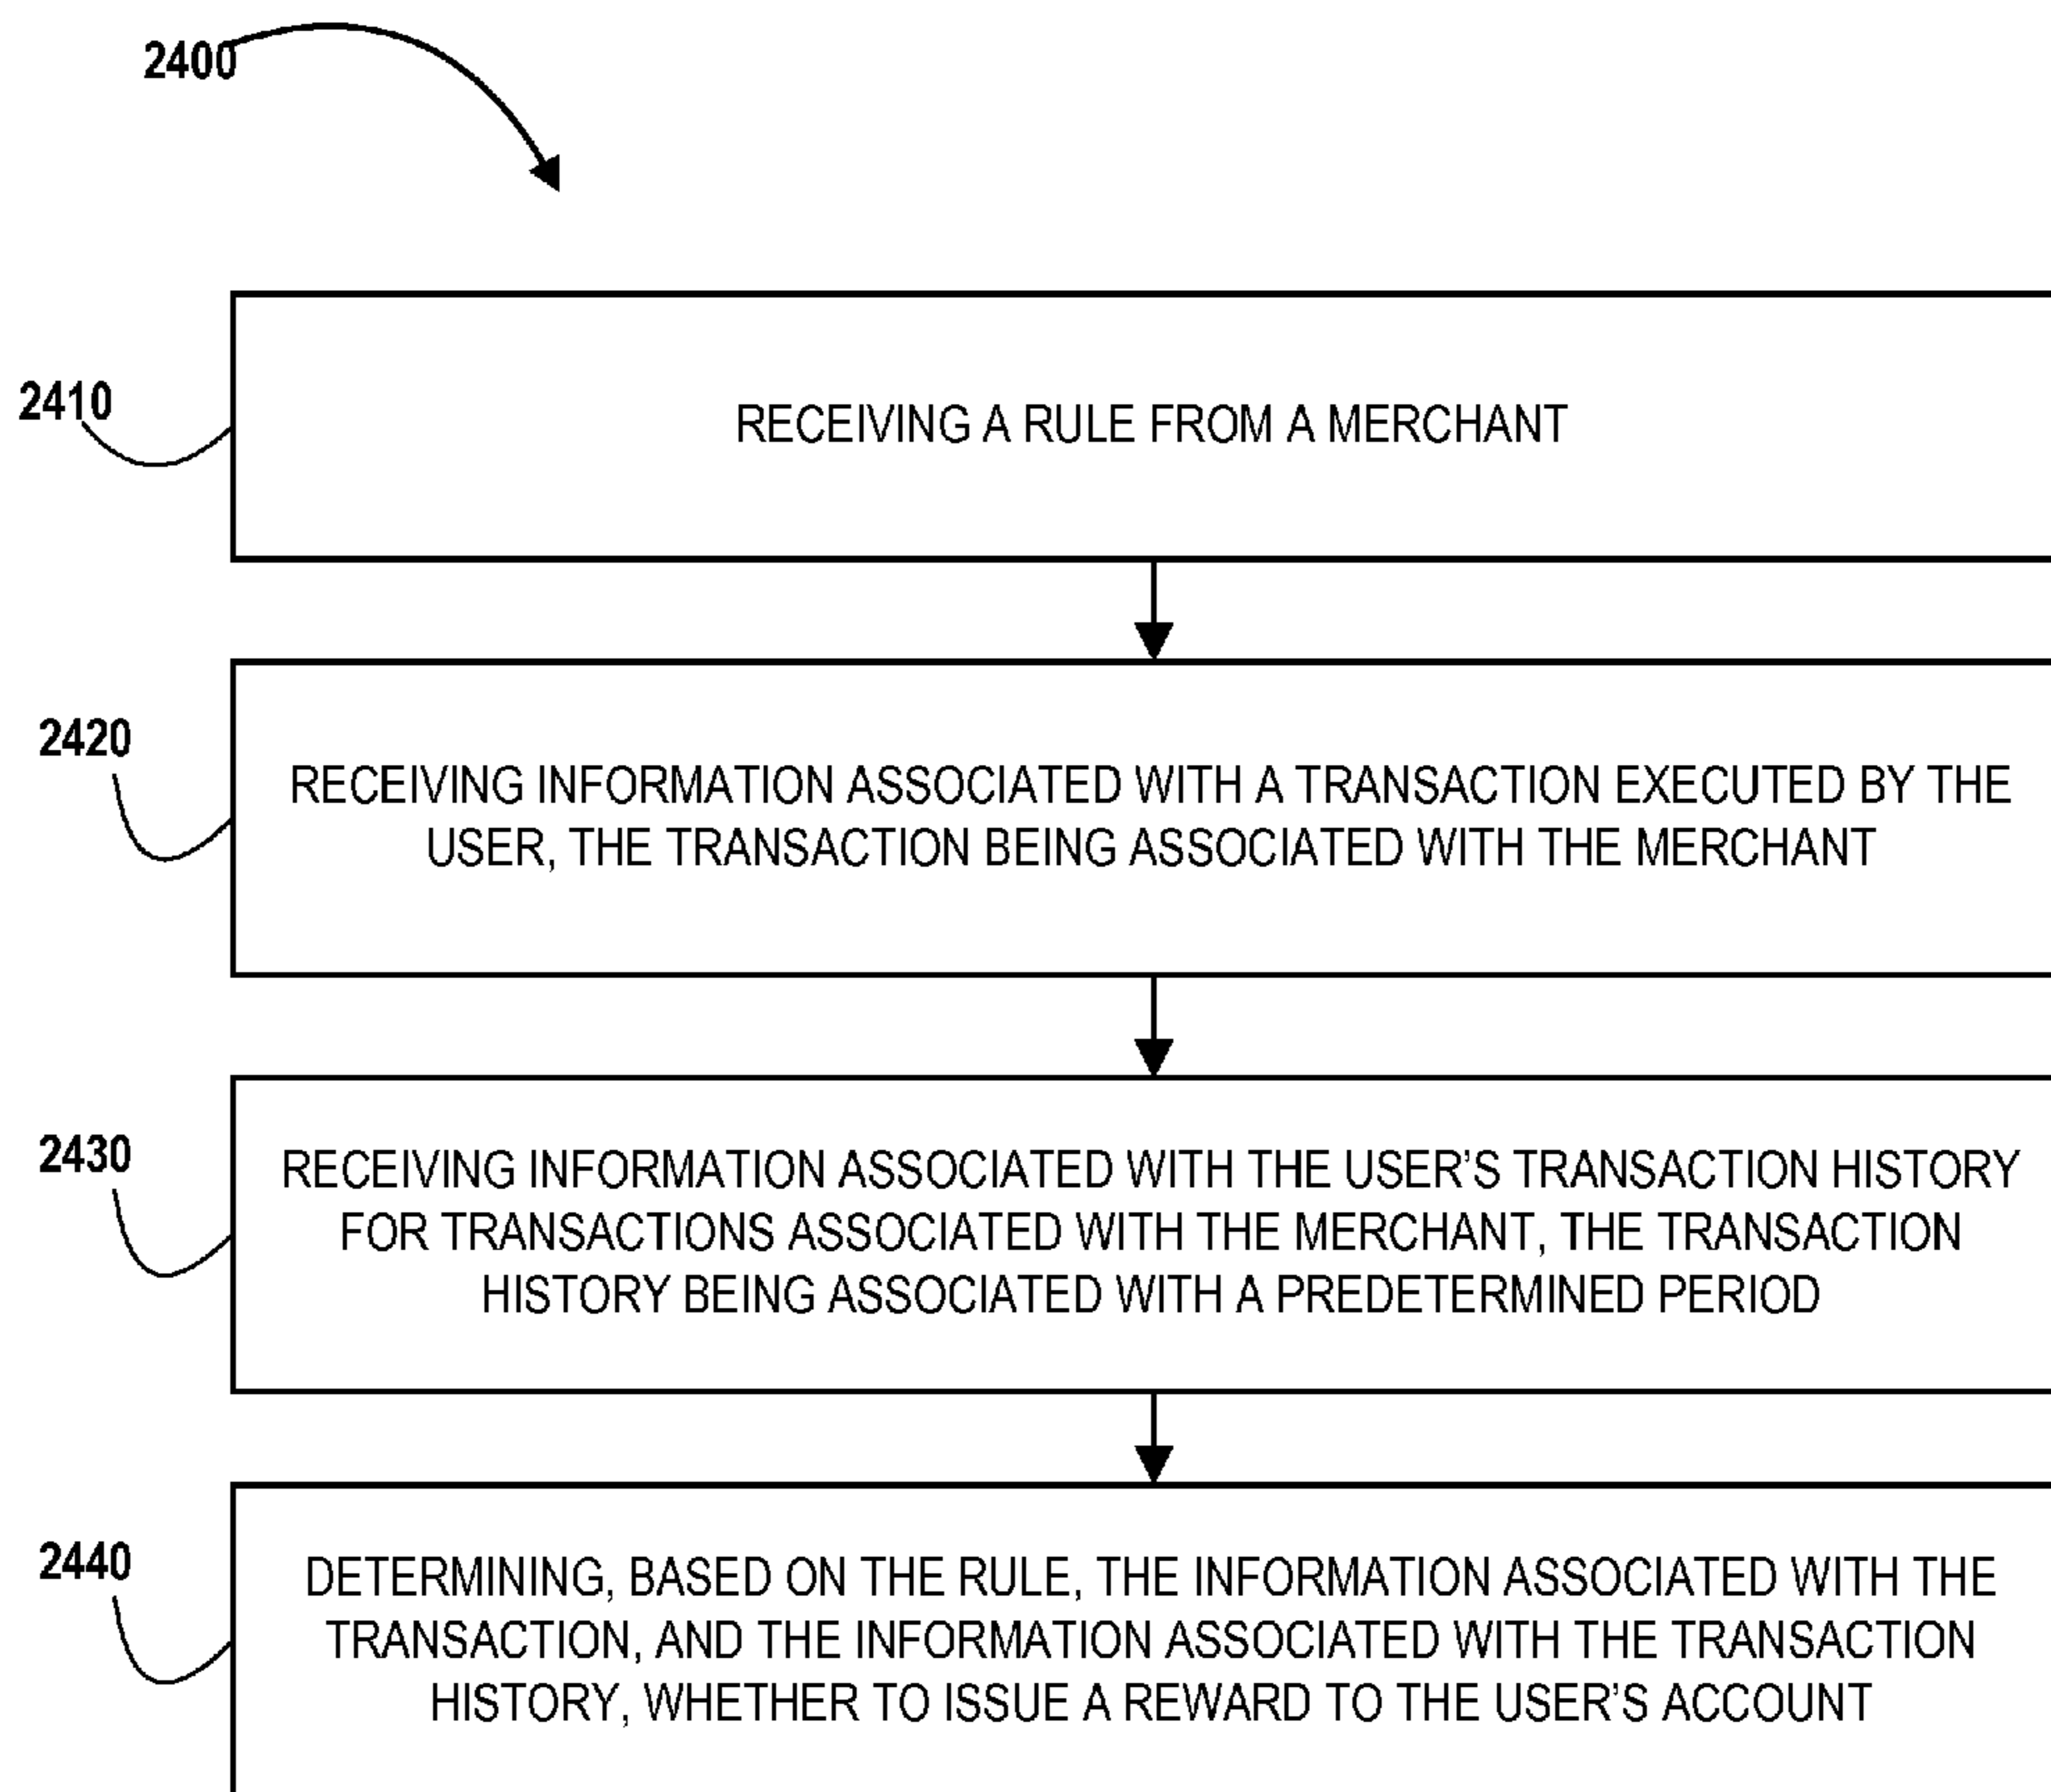 2400
2410
RECEIVING A RULE FROM A MERCHANT
2420
RECEIVING INFORMATION ASSOCIATED WITH A TRANSACTION EXECUTED BY THE
USER, THE TRANSACTION BEING ASSOCIATED WITH THE MERCHANT
2430
RECEIVING INFORMATION ASSOCIATED WITH THE USER'S TRANSACTION HISTORY
FOR TRANSACTIONS ASSOCIATED WITH THE MERCHANT, THE TRANSACTION
HISTORY BEING ASSOCIATED WITH A PREDETERMINED PERIOD
2440
DETERMINING, BASED ON THE RULE, THE INFORMATION ASSOCIATED WITH THE
TRANSACTION, AND THE INFORMATION ASSOCIATED WITH THE TRANSACTION
HISTORY, WHETHER TO ISSUE A REWARD TO THE USER'S ACCOUNT